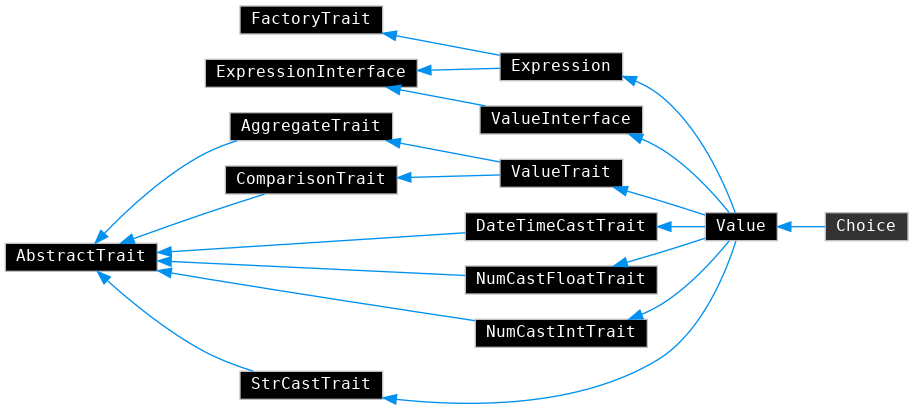 FactoryTrait
Expression
ExpressionInterface
ValueInterface
AggregateTrait
ValueTrait
ComparisonTrait
DateTimeCastTrait
Value
Choice
AbstractTrait
NumCastFloatTrait
NumCastIntTrait
StrCastTrait